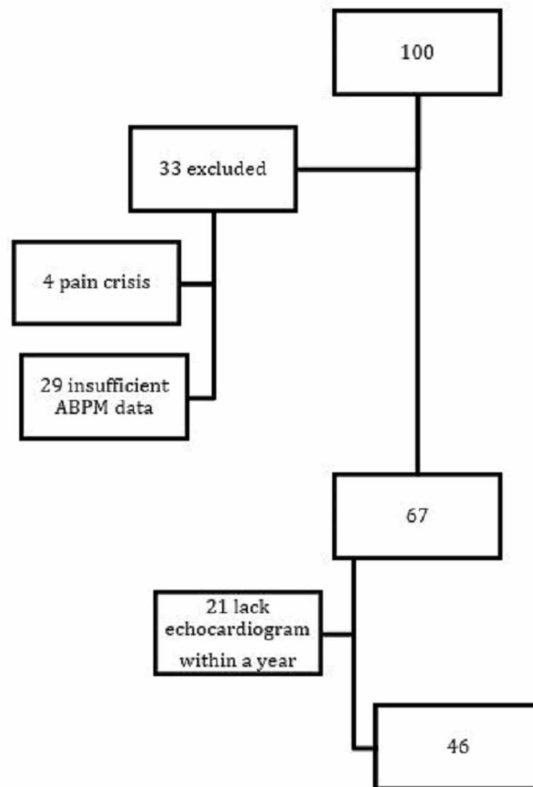 100
33 excluded
4 pain crisis
29 insufficient
ABPM data
67
21 lack
echocardiogram
within a year
46